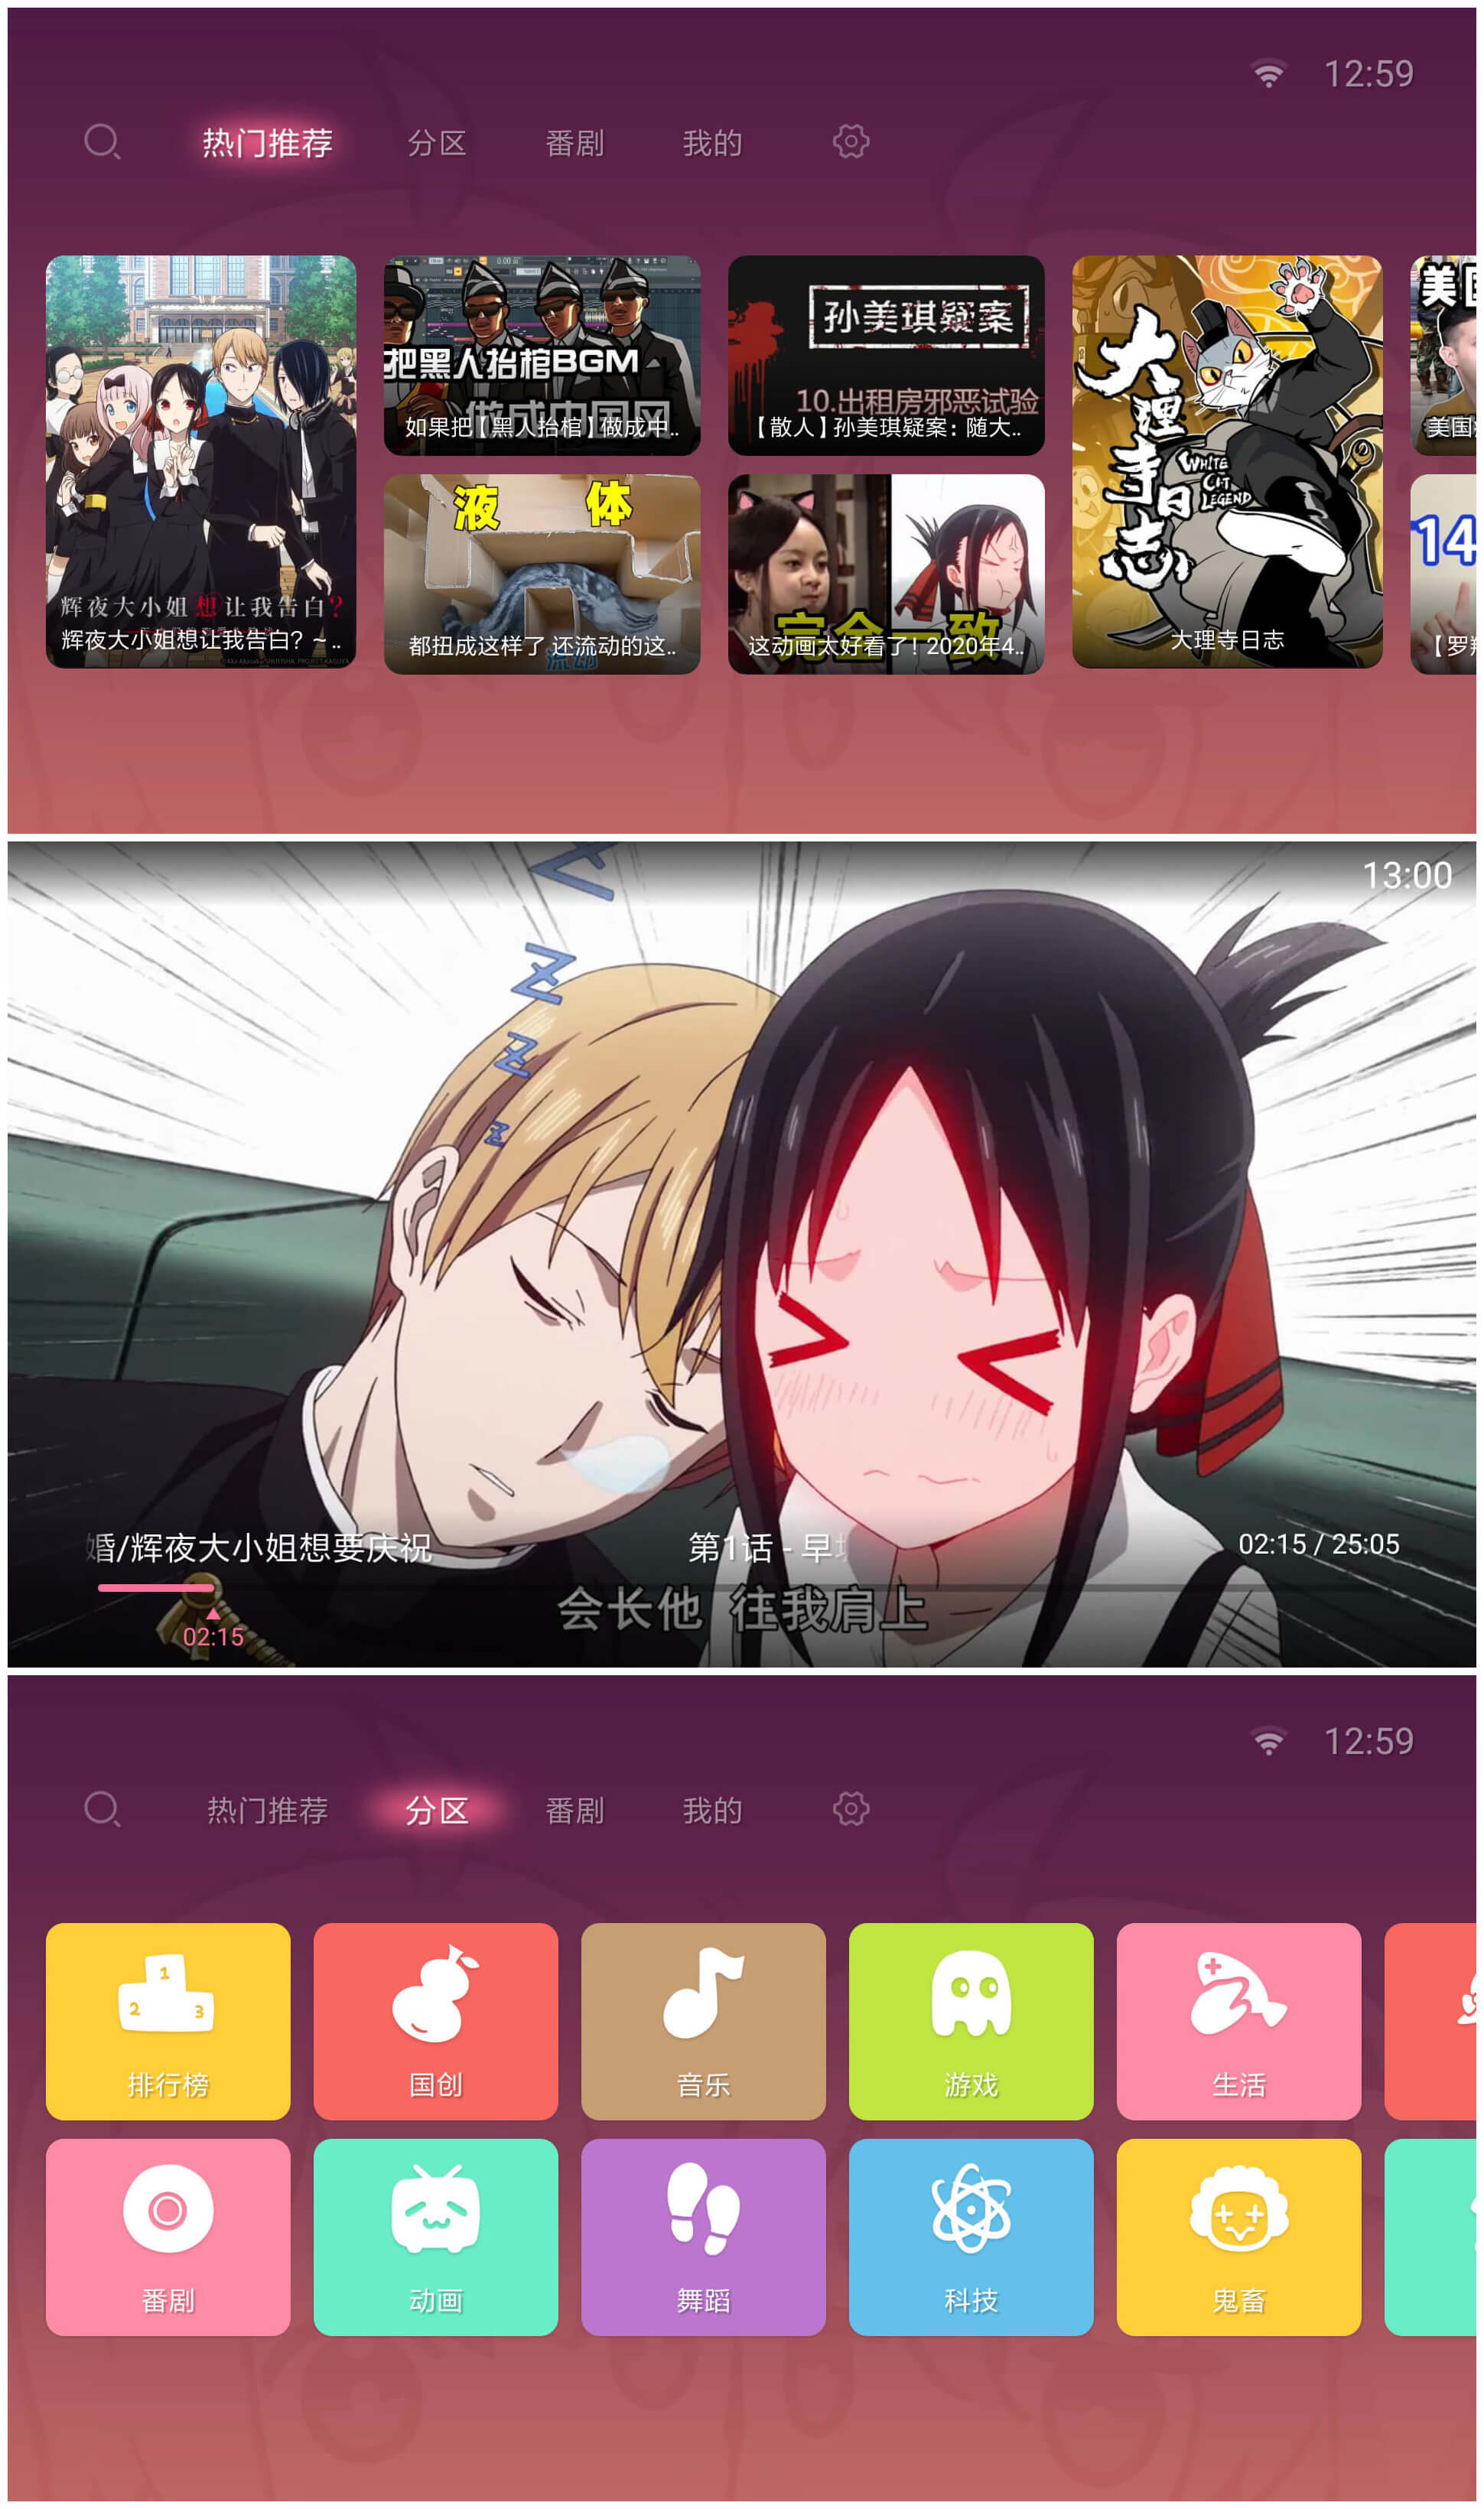 12:59
热门推荐 分区 番剧 我的
辉夜大小姐想让我告白?
辉夜大小姐想让我告白? ~ ..
0:00
把黑人抬棺BGM
做成中国风
如果把【黑人抬棺】做成中..
孙美琪疑案
10.出租房邪恶试验
【散人】孙美琪疑案: 随大..
液 体
都扭成这样了 还流动的这..
完全一致
这动画太好看了! 2020年4..
大理寺日志
WHITE
CAT
LEGEND
大理寺日志
美国
美国
14
【罗翔
13:00
Z
Z
Z
Z
婚/辉夜大小姐想要庆祝
第1话 - 早
02:15 / 25:05
会长他 往我肩上
02:15
12:59
热门推荐 分区 番剧 我的
1
2 3
排行榜 国创 音乐 游戏 生活
番剧 动画 舞蹈 科技 鬼畜